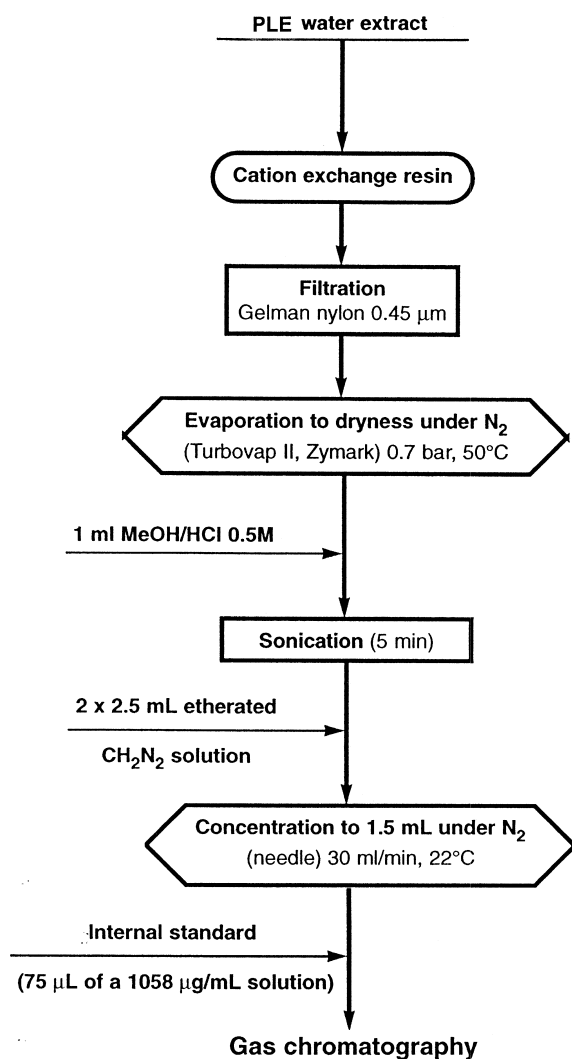 PLE water extract
Cation exchange resin
Filtration
Gelman nylon 0.45 μm
Evaporation to dryness under N₂
(Turbovap II, Zymark) 0.7 bar, 50°C
1 ml MeOH/HCl 0.5M
Sonication (5 min)
2 x 2.5 mL etherated
CH₂N₂ solution
Concentration to 1.5 mL under N₂
(needle) 30 ml/min, 22°C
Internal standard
(75 μL of a 1058 μg/mL solution)
Gas chromatography